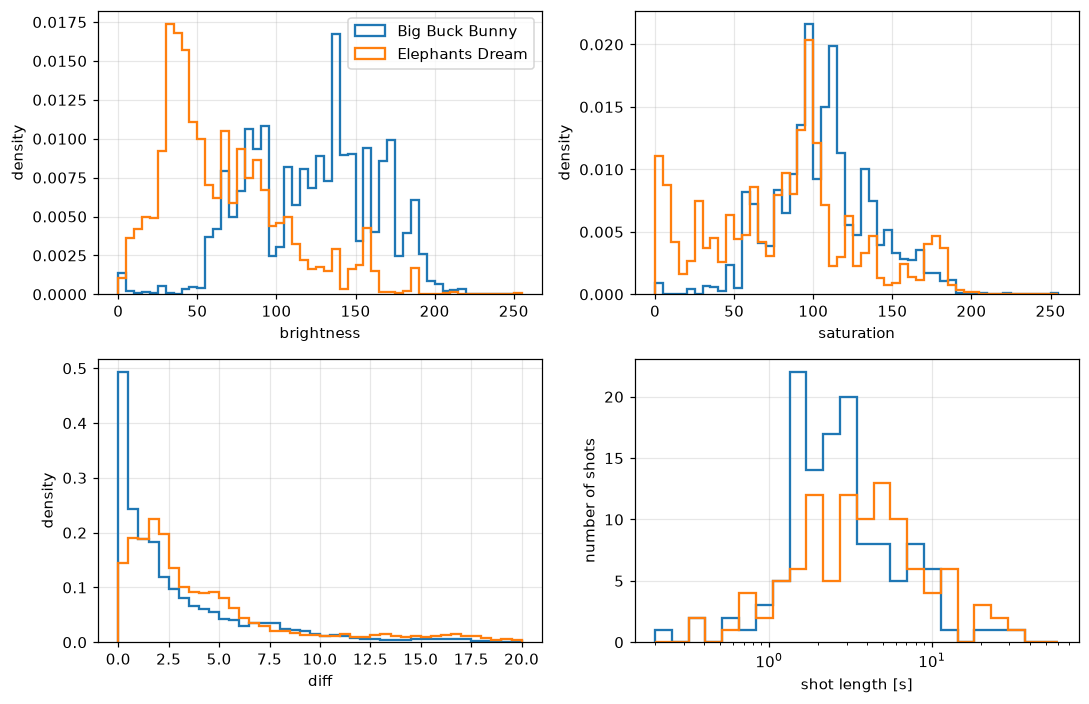 Big Buck Bunny
Elephants Dream
density
0.0175
0.0150
0.0125
0.0100
0.0075
0.0050
0.0025
0.0000
0 50 100 150 200 250
brightness
density
0.020
0.015
0.010
0.005
0.000
0 50 100 150 200 250
saturation
density
0.5
0.4
0.3
0.2
0.1
0.0
0.0 2.5 5.0 7.5 10.0 12.5 15.0 17.5 20.0
diff
number of shots
20
15
10
5
0
10⁰ 10¹
shot length [s]